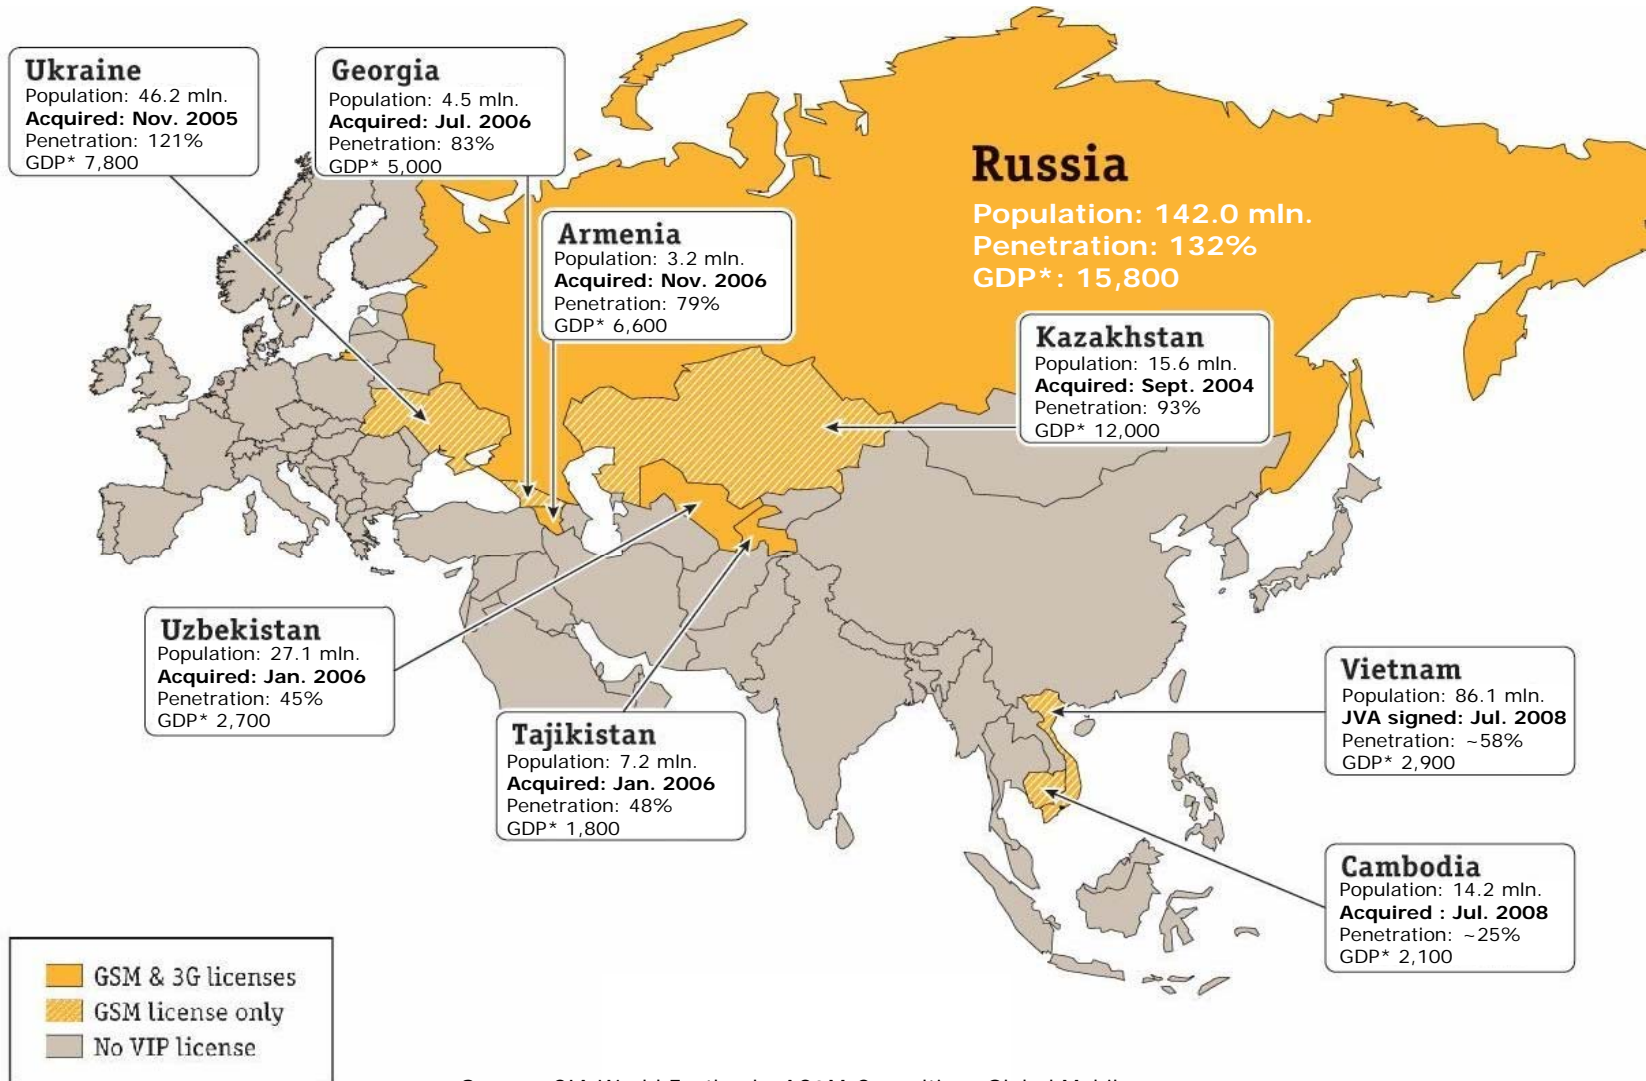 Ukraine
Population: 46.2 mln.
Acquired: Nov. 2005
Penetration: 121%
GDP* 7,800
Georgia
Population: 4.5 mln.
Acquired: Jul. 2006
Penetration: 83%
GDP* 5,000
Armenia
Population: 3.2 mln.
Acquired: Nov. 2006
Penetration: 79%
GDP* 6,600
Russia
Population: 142.0 mln.
Penetration: 132%
GDP*: 15,800
Kazakhstan
Population: 15.6 mln.
Acquired: Sept. 2004
Penetration: 93%
GDP* 12,000
Uzbekistan
Population: 27.1 mln.
Acquired: Jan. 2006
Penetration: 45%
GDP* 2,700
Tajikistan
Population: 7.2 mln.
Acquired: Jan. 2006
Penetration: 48%
GDP* 1,800
Vietnam
Population: 86.1 mln.
JVA signed: Jul. 2008
Penetration: ~58%
GDP* 2,900
Cambodia
Population: 14.2 mln.
Acquired : Jul. 2008
Penetration: ~25%
GDP* 2,100
GSM & 3G licenses
GSM license only
No VIP license